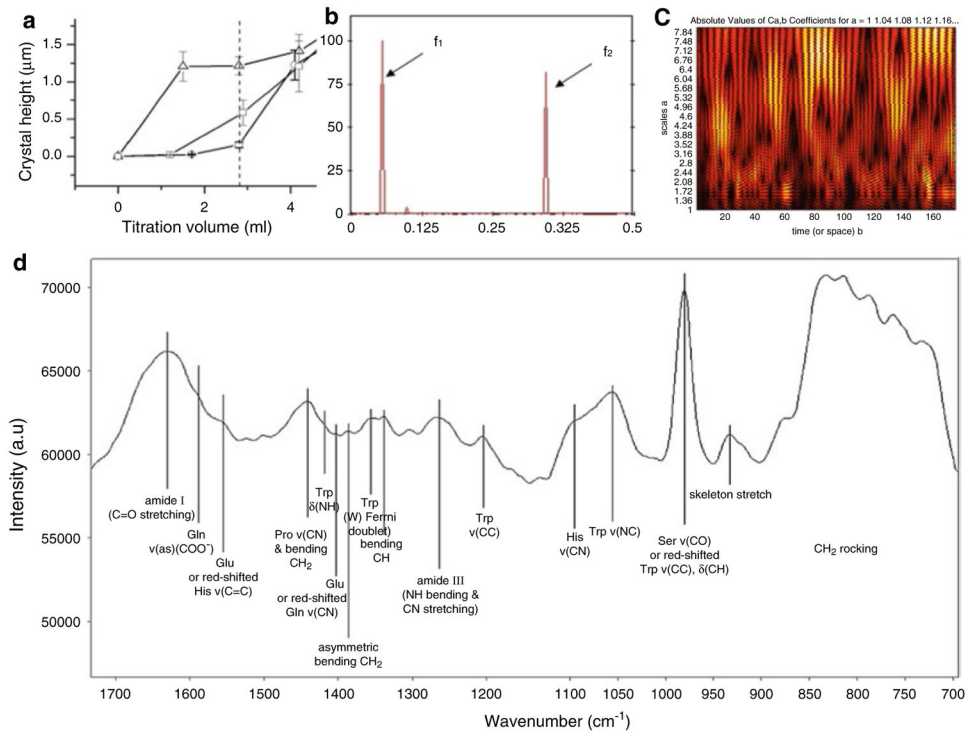 a
Crystal height (μm)
1.5
1.0
0.5
0.0
0
2
4
Titration volume (ml)
b
100
75
50
25
0
f₁
f₂
0
0.125
0.25
0.325
0.5
C
Absolute Values of Ca,b Coefficients for a = 1 1.04 1.08 1.12 1.16...
scales a
7.84
7.48
7.12
6.76
6.4
6.04
5.68
5.32
4.96
4.6
4.24
3.88
3.52
3.16
2.8
2.44
2.08
1.72
1.36
1
20
40
60
80
100
120
140
160
time (or space) b
d
Intensity (a.u)
70000
65000
60000
55000
50000
amide I
(C=O stretching)
Gln
v(as)(COO⁻)
Glu
or red-shifted
His v(C=C)
Pro v(CN)
& bending
CH₂
Trp
δ(NH)
Glu
or red-shifted
Gln v(CN)
asymmetric
bending CH₂
Trp
(W) Ferrni
doublet)
bending
CH
amide III
(NH bending &
CN stretching)
Trp
v(CC)
His
v(CN)
Trp v(NC)
Ser v(CO)
or red-shifted
Trp v(CC), δ(CH)
skeleton stretch
CH₂ rocking
1700
1600
1500
1400
1300
1200
1100
1050
1000
950
900
850
800
750
700
Wavenumber (cm⁻¹)